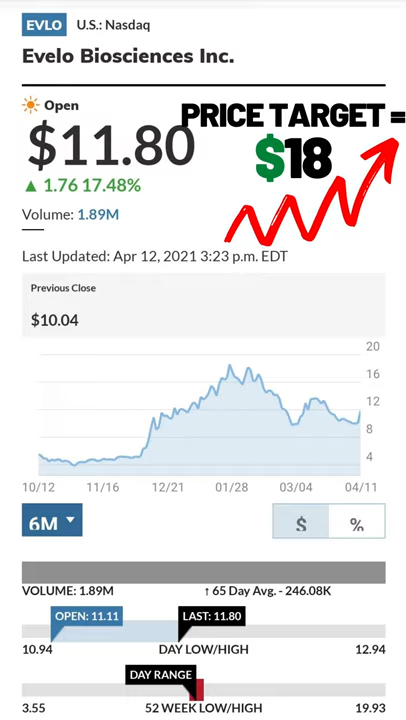 EVLO U.S.: Nasdaq
Evelo Biosciences Inc.
Open
PRICE TARGET =
$11.80
$18
▲ 1.76 17.48%
Volume: 1.89M
Last Updated: Apr 12, 2021 3:23 p.m. EDT
Previous Close
$10.04
20
16
12
8
4
10/12 11/16 12/21 01/28 03/04 04/11
6M $ %
VOLUME: 1.89M ↑ 65 Day Avg. - 246.08K
OPEN: 11.11 LAST: 11.80
10.94 DAY LOW/HIGH 12.94
DAY RANGE
3.55 52 WEEK LOW/HIGH 19.93